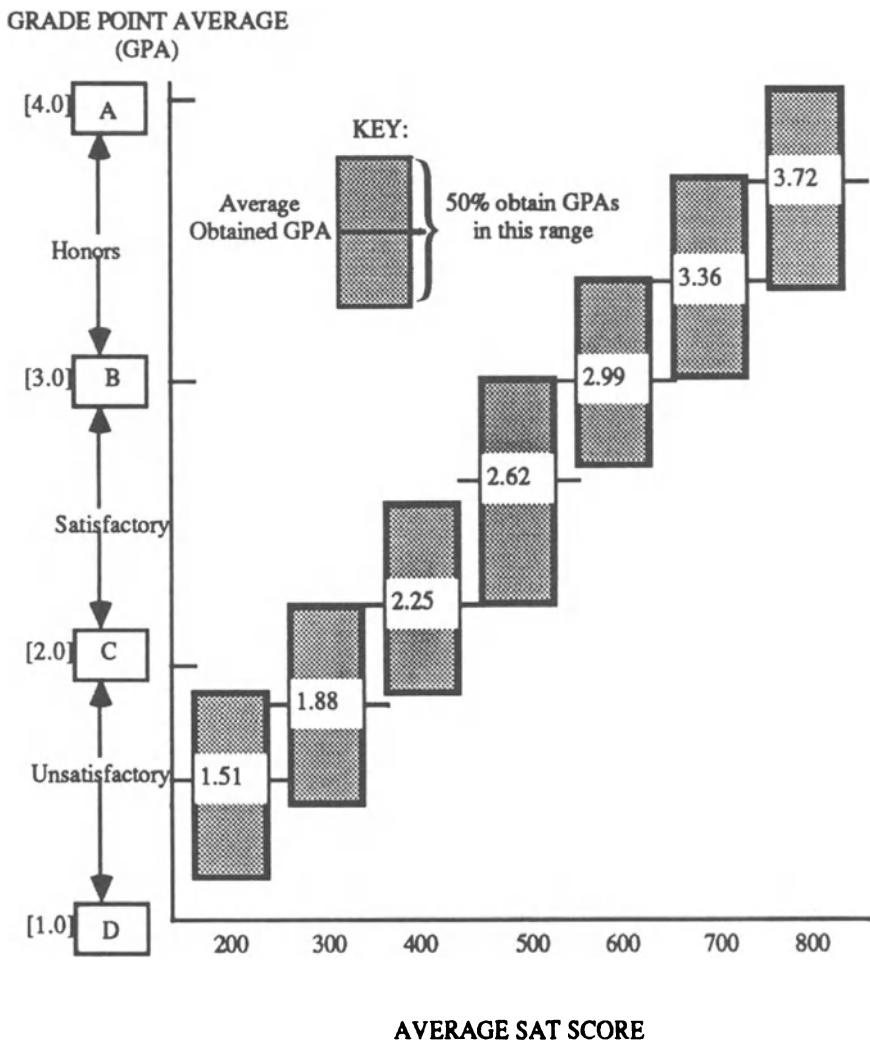 GRADE POINT AVERAGE
(GPA)
[4.0] A
KEY:
Average
Obtained GPA
50% obtain GPAs
in this range
Honors
[3.0] B
Satisfactory
[2.0] C
Unsatisfactory
[1.0] D
3.72
3.36
2.99
2.62
2.25
1.88
1.51
200 300 400 500 600 700 800
AVERAGE SAT SCORE